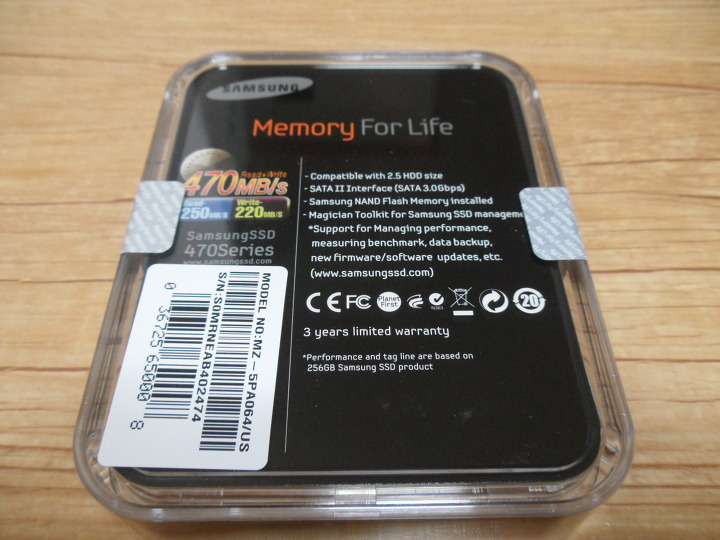 SAMSUNG
Memory For Life
Read+Write
470MB/s
Read-
250MB/S
Write-
220MB/S
SamsungSSD
470Series
www.samsungssd.com
- Compatible with 2.5 HDD size
- SATA II Interface (SATA 3.0Gbps)
- Samsung NAND Flash Memory installed
- Magician Toolkit for Samsung SSD manageme
*Support for Managing performance,
measuring benchmark, data backup,
new firmware/software updates, etc.
(www.samsungssd.com)
CE FC Planet First N363 20
3 years limited warranty
*Performance and tag line are based on
256GB Samsung SSD product
MODEL NO:MZ-5PA064/US
S/N:S0MRNEAB402474
0 36725 65000 8